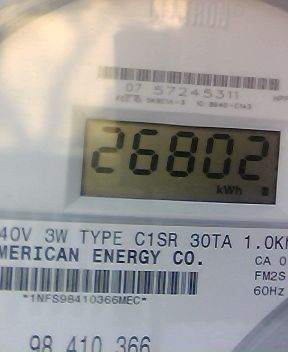 ITRON
07 57245311
26802
kWh
40V 3W TYPE C1SR 30TA 1.0K
MERICAN ENERGY CO.
CA 0
FM2S
60Hz
*1NFS98410366MEC*
98 410 366